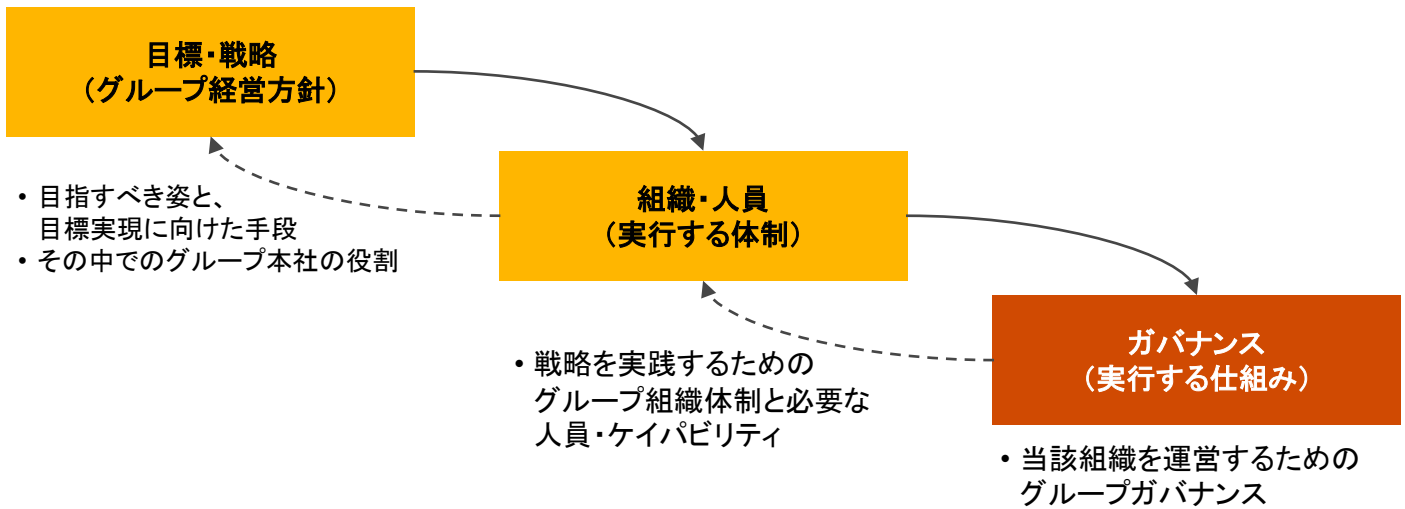 目標・戦略
（グループ経営方針）
• 目指すべき姿と、
目標実現に向けた手段
• その中でのグループ本社の役割
組織・人員
（実行する体制）
• 戦略を実践するための
グループ組織体制と必要な
人員・ケイパビリティ
ガバナンス
（実行する仕組み）
• 当該組織を運営するための
グループガバナンス